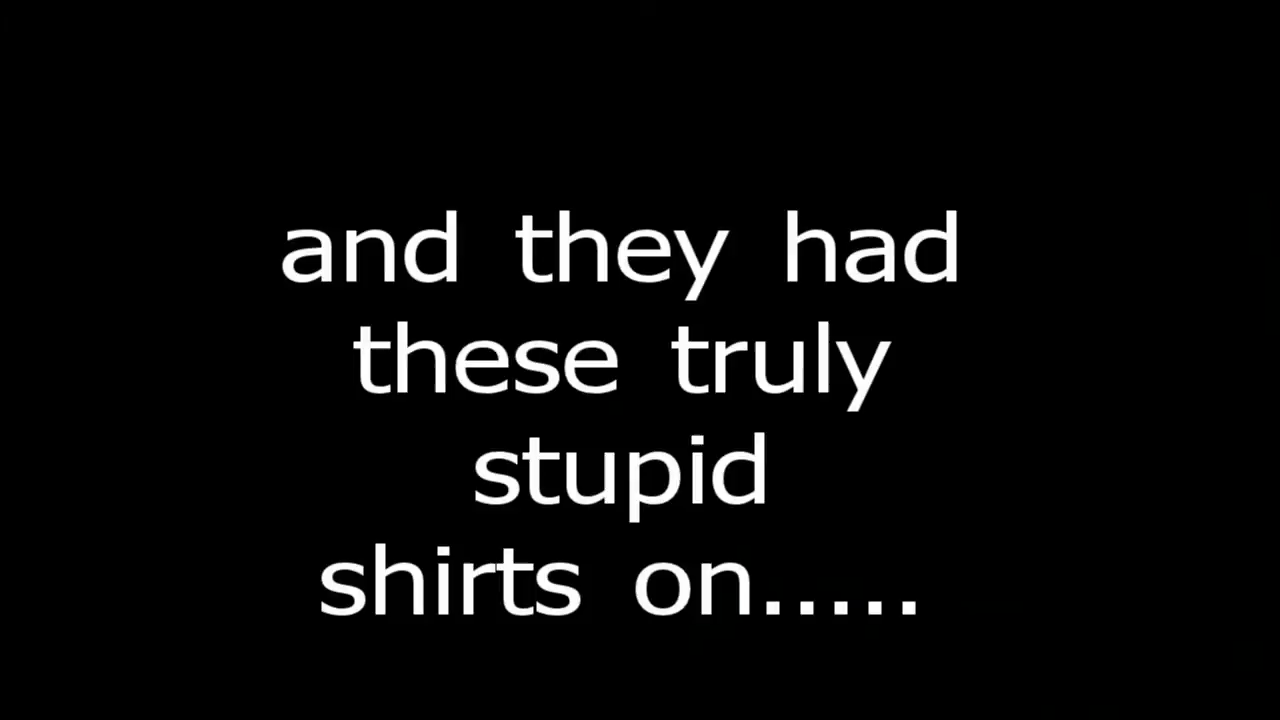 and they had
these truly
stupid
shirts on.....